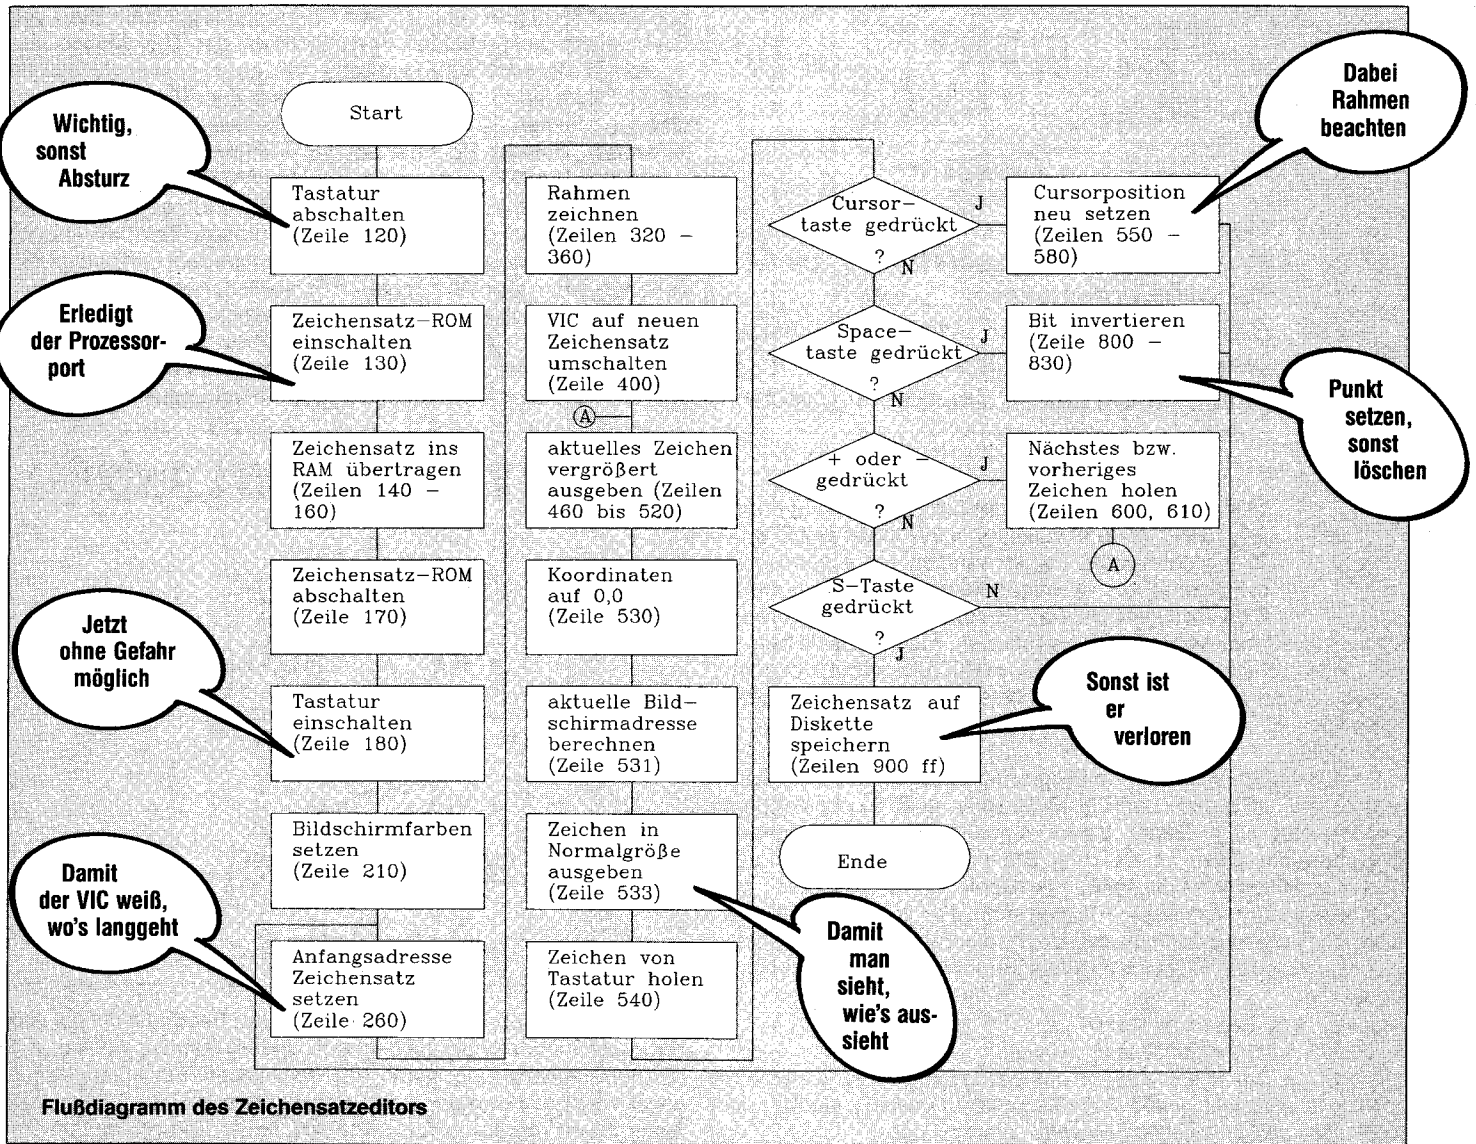 Wichtig,
sonst
Absturz
Start
Tastatur
abschalten
(Zeile 120)
Erledigt
der Prozessor-
port
Zeichensatz-ROM
einschalten
(Zeile 130)
Zeichensatz ins
RAM übertragen
(Zeilen 140 -
160)
Zeichensatz-ROM
abschalten
(Zeile 170)
Jetzt
ohne Gefahr
möglich
Tastatur
einschalten
(Zeile 180)
Bildschirmfarben
setzen
(Zeile 210)
Damit
der VIC weiß,
wo's langgeht
Anfangsadresse
Zeichensatz
setzen
(Zeile 260)
Rahmen
zeichnen
(Zeilen 320 -
360)
VIC auf neuen
Zeichensatz
umschalten
(Zeile 400)
A
aktuelles Zeichen
vergrößert
ausgeben (Zeilen
460 bis 520)
Koordinaten
auf 0,0
(Zeile 530)
aktuelle Bild-
schirmadresse
berechnen
(Zeile 531)
Zeichen in
Normalgröße
ausgeben
(Zeile 533)
Damit
man
sieht,
wie's aus-
sieht
Zeichen von
Tastatur holen
(Zeile 540)
Cursor-
taste gedrückt
?
J
N
Cursorposition
neu setzen
(Zeilen 550 -
580)
Dabei
Rahmen
beachten
Space-
taste gedrückt
?
J
N
Bit invertieren
(Zeile 800 -
830)
Punkt
setzen,
sonst
löschen
+ oder -
gedrückt
?
J
N
Nächstes bzw.
vorheriges
Zeichen holen
(Zeilen 600, 610)
A
S-Taste
gedrückt
?
N
J
Zeichensatz auf
Diskette
speichern
(Zeilen 900 ff)
Sonst ist
er
verloren
Ende
Flußdiagramm des Zeichensatzeditors